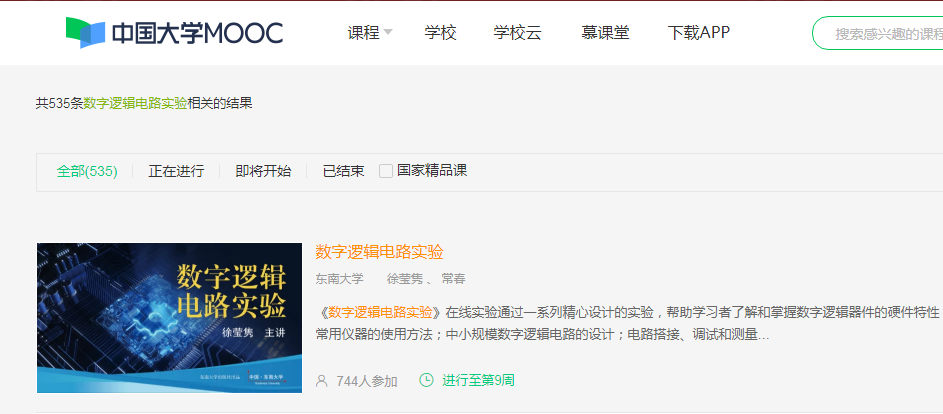 中国大学MOOC 课程 学校 学校云 慕课堂 下载APP 搜索感兴趣的课程
共535条数字逻辑电路实验相关的结果
全部(535) 正在进行 即将开始 已结束 国家精品课
数字逻辑
电路实验
徐莹隽 主讲
中国·东南大学
数字逻辑电路实验
东南大学 徐莹隽 、 常春
《数字逻辑电路实验》在线实验通过一系列精心设计的实验，帮助学习者了解和掌握数字逻辑器件的硬件特性
常用仪器的使用方法；中小规模数字逻辑电路的设计；电路搭接、调试和测量...
744人参加 进行至第9周